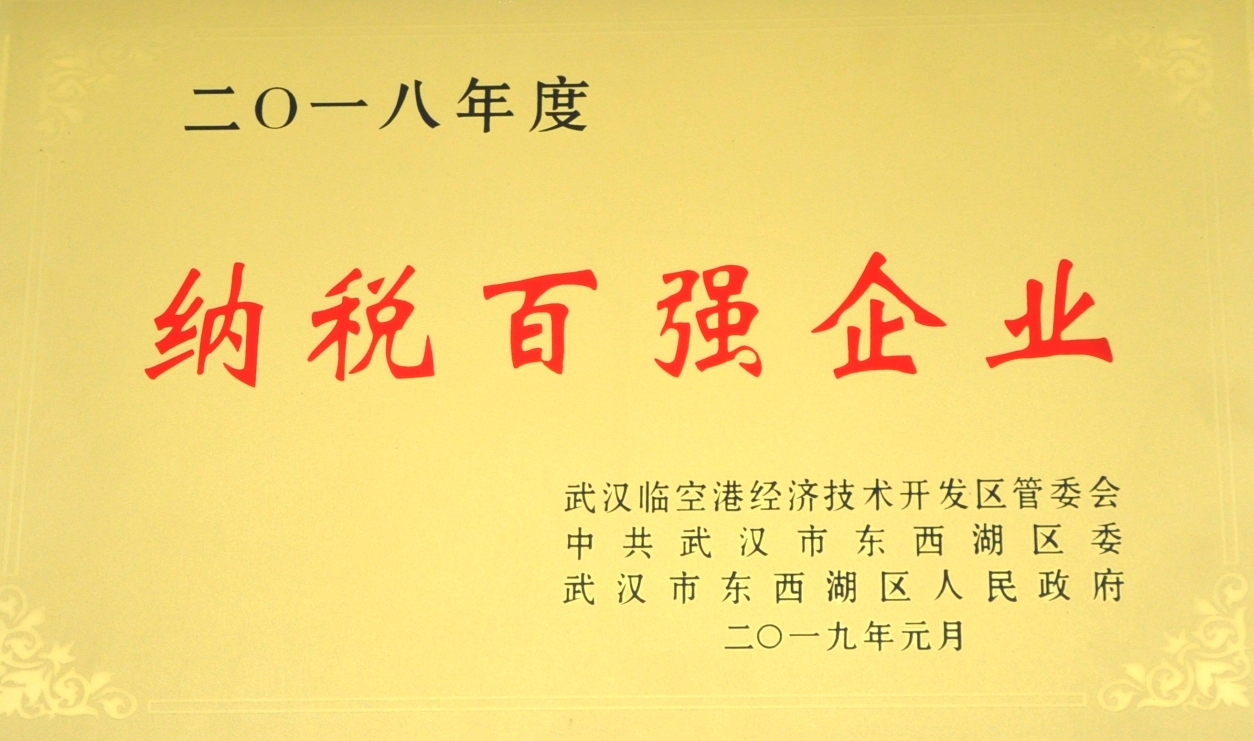 二〇一八年度
纳税百强企业
武汉临空港经济技术开发区管委会
中共武汉市东西湖区委
武汉市东西湖区人民政府
二〇一九年元月